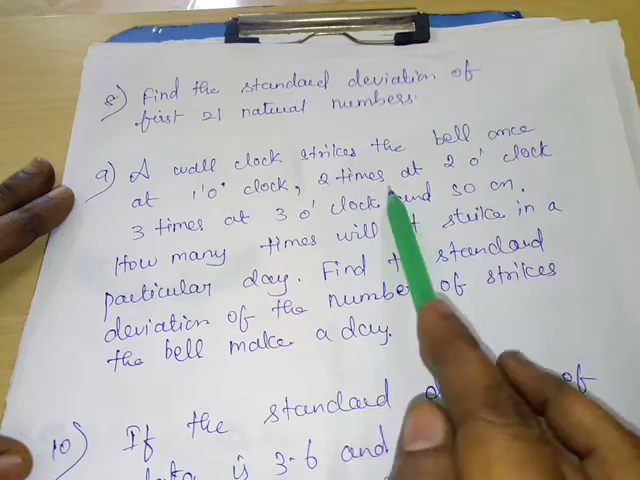 8) Find the standard deviation of
first 21 natural numbers.
9) A wall clock strikes the bell once
at 1'0' clock, 2 times at 2 0' clock
3 times at 3 0' clock and so on.
How many times will strike in a
particular day. Find standard
deviation of the number of strikes
the bell make a day.
10) If the standard of
is 3.6 and